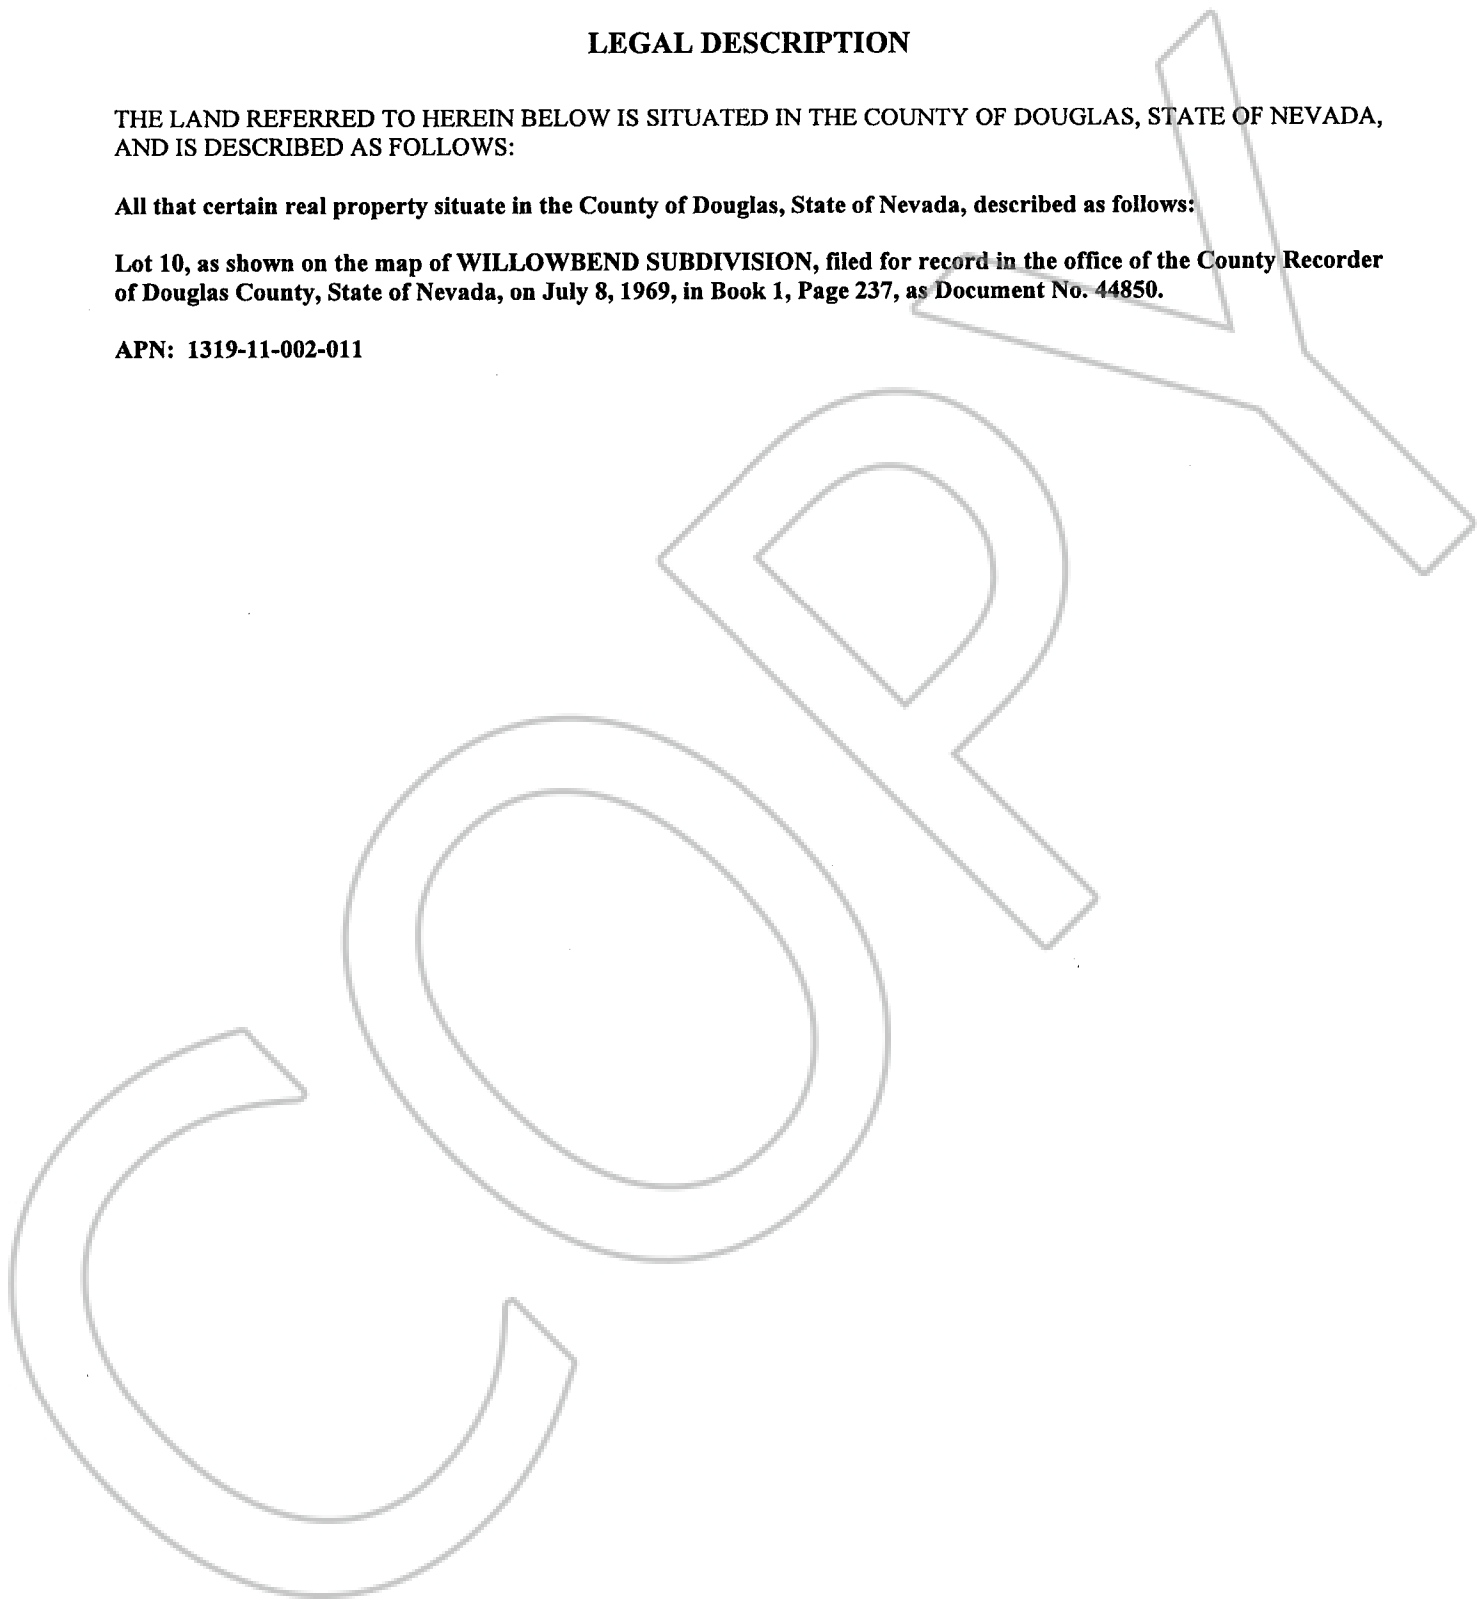 LEGAL DESCRIPTION
THE LAND REFERRED TO HEREIN BELOW IS SITUATED IN THE COUNTY OF DOUGLAS, STATE OF NEVADA,
AND IS DESCRIBED AS FOLLOWS:
All that certain real property situate in the County of Douglas, State of Nevada, described as follows:
Lot 10, as shown on the map of WILLOWBEND SUBDIVISION, filed for record in the office of the County Recorder
of Douglas County, State of Nevada, on July 8, 1969, in Book 1, Page 237, as Document No. 44850.
APN: 1319-11-002-011
COPY